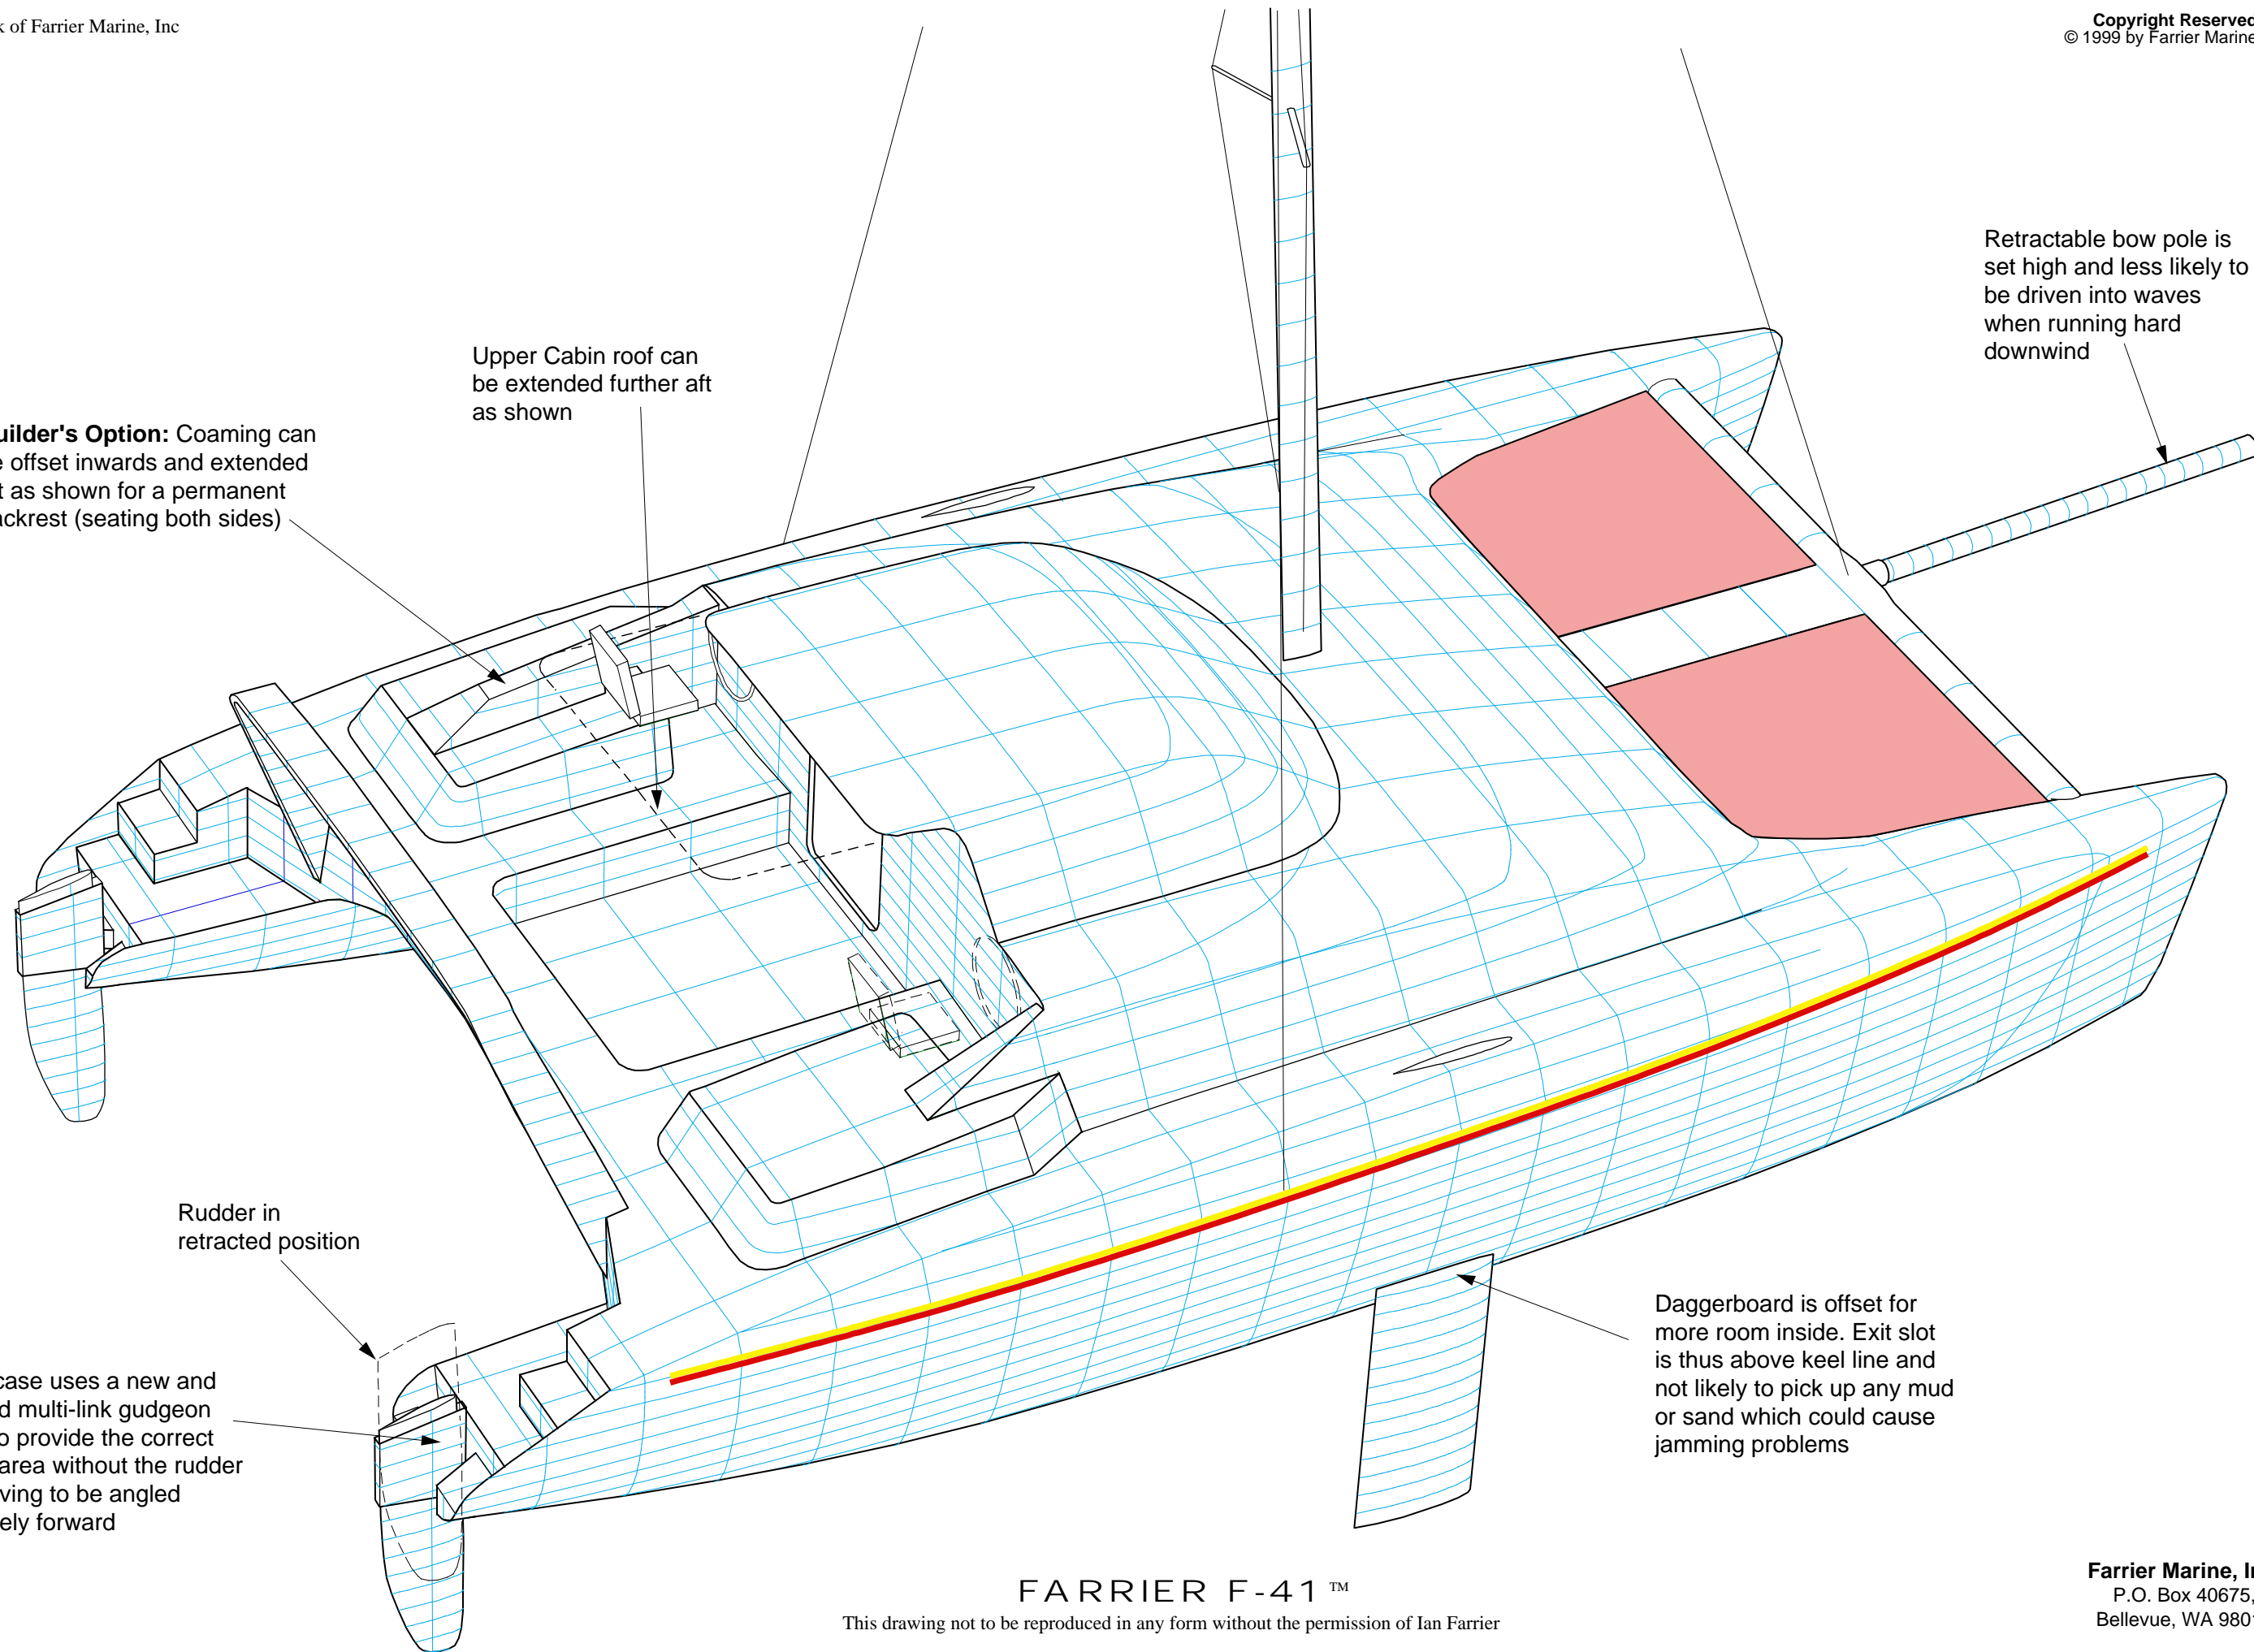 of Farrier Marine, Inc
Copyright Reserved
© 1999 by Farrier Marine
Retractable bow pole is
set high and less likely to
be driven into waves
when running hard
downwind
Upper Cabin roof can
be extended further aft
as shown
Option: Coaming can
offset inwards and extended
as shown for a permanent
(seating both sides)
Rudder in
retracted position
case uses a new and
multi-link gudgeon
provide the correct
area without the rudder
to be angled
forward
Daggerboard is offset for
more room inside. Exit slot
is thus above keel line and
not likely to pick up any mud
or sand which could cause
jamming problems
FARRIER F-41 ™
This drawing not to be reproduced in any form without the permission of Ian Farrier
Farrier Marine,
P.O. Box 40675,
Bellevue, WA